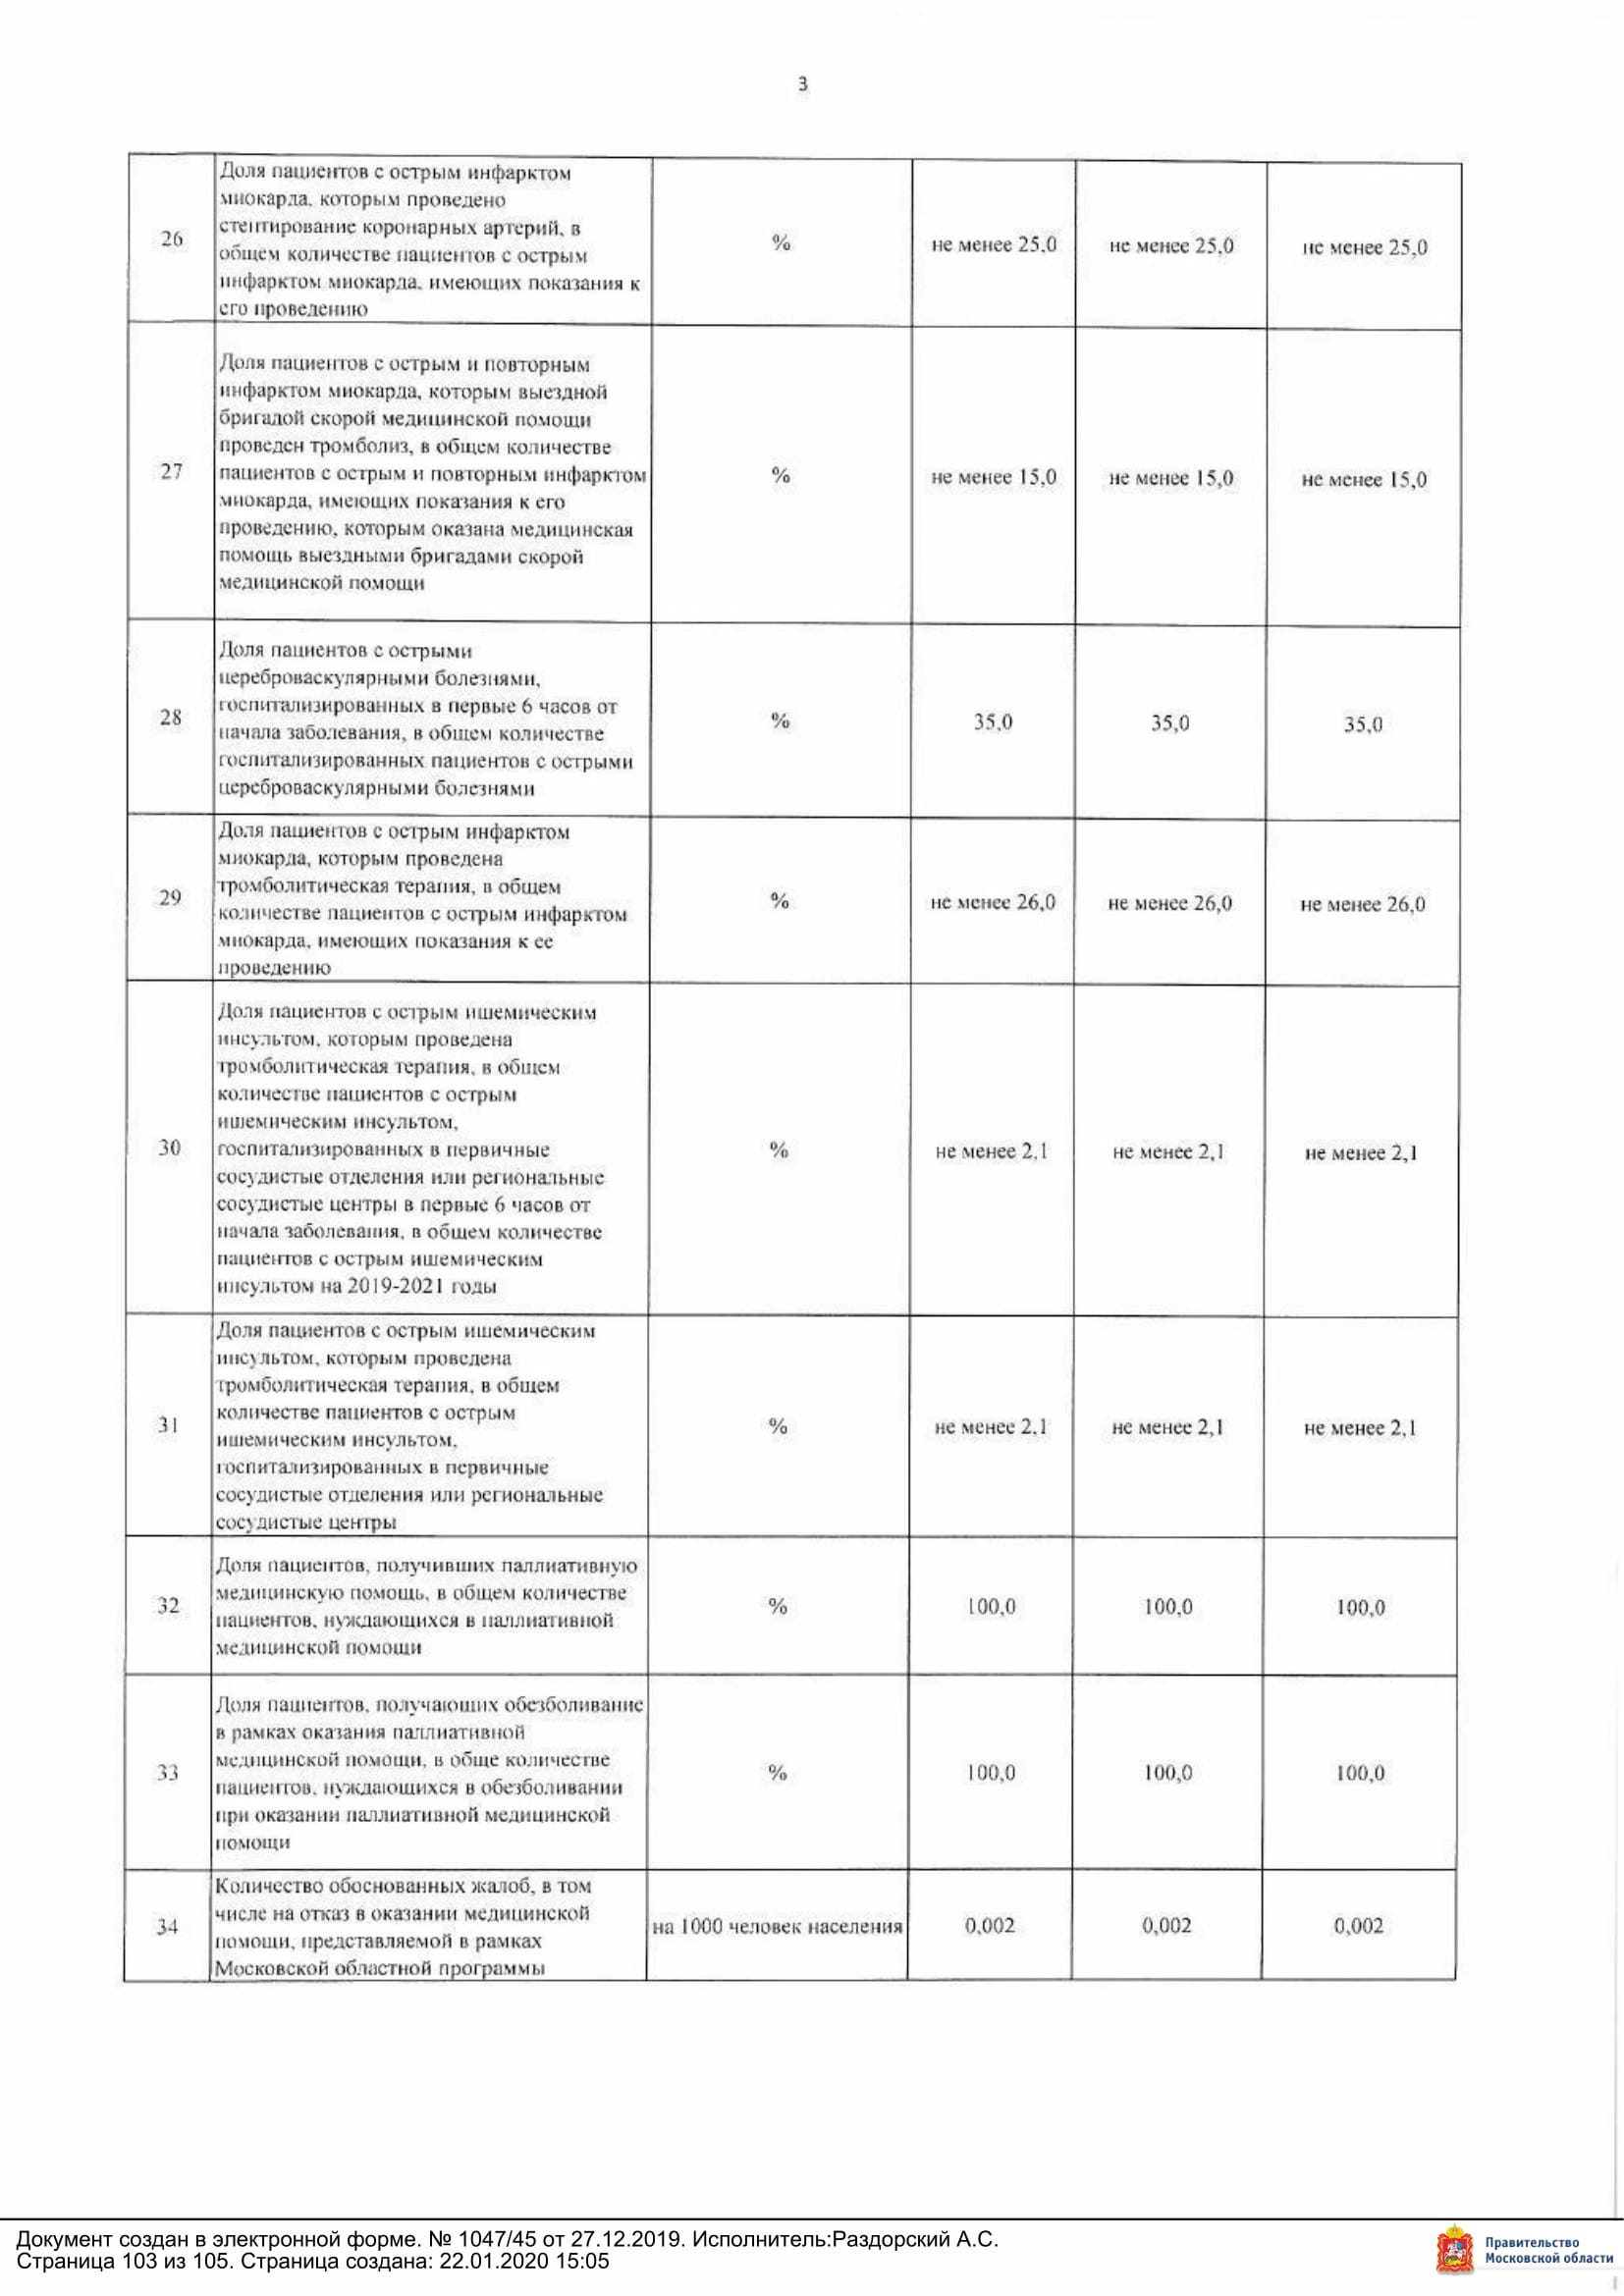 3
26
Доля пациентов с острым инфарктом
миокарда, которым проведено
стентирование коронарных артерий, в
общем количестве пациентов с острым
инфарктом миокарда, имеющих показания к
его проведению
%
не менее 25,0
не менее 25,0
не менее 25,0
27
Доля пациентов с острым и повторным
инфарктом миокарда, которым выездной
бригадой скорой медицинской помощи
проведен тромболиз, в общем количестве
пациентов с острым и повторным инфарктом
миокарда, имеющих показания к его
проведению, которым оказана медицинская
помощь выездными бригадами скорой
медицинской помощи
%
не менее 15,0
не менее 15,0
не менее 15,0
28
Доля пациентов с острыми
цереброваскулярными болезнями,
госпитализированных в первые 6 часов от
начала заболевания, в общем количестве
госпитализированных пациентов с острыми
цереброваскулярными болезнями
%
35,0
35,0
35,0
29
Доля пациентов с острым инфарктом
миокарда, которым проведена
тромболитическая терапия, в общем
количестве пациентов с острым инфарктом
миокарда, имеющих показания к ее
проведению
%
не менее 26,0
не менее 26,0
не менее 26,0
30
Доля пациентов с острым ишемическим
инсультом, которым проведена
тромболитическая терапия, в общем
количестве пациентов с острым
ишемическим инсультом,
госпитализированных в первичные
сосудистые отделения или региональные
сосудистые центры в первые 6 часов от
начала заболевания, в общем количестве
пациентов с острым ишемическим
инсультом на 2019-2021 годы
%
не менее 2,1
не менее 2,1
не менее 2,1
31
Доля пациентов с острым ишемическим
инсультом, которым проведена
тромболитическая терапия, в общем
количестве пациентов с острым
ишемическим инсультом,
госпитализированных в первичные
сосудистые отделения или региональные
сосудистые центры
%
не менее 2,1
не менее 2,1
не менее 2,1
32
Доля пациентов, получивших паллиативную
медицинскую помощь, в общем количестве
пациентов, нуждающихся в паллиативной
медицинской помощи
%
100,0
100,0
100,0
33
Доля пациентов, получающих обезболивание
в рамках оказания паллиативной
медицинской помощи, в обще количестве
пациентов, нуждающихся в обезболивании
при оказании паллиативной медицинской
помощи
%
100,0
100,0
100,0
34
Количество обоснованных жалоб, в том
числе на отказ в оказании медицинской
помощи, представляемой в рамках
Московской областной программы
на 1000 человек населения
0,002
0,002
0,002
Документ создан в электронной форме. № 1047/45 от 27.12.2019. Исполнитель:Раздорский А.С.
Страница 103 из 105. Страница создана: 22.01.2020 15:05
Правительство
Московской области